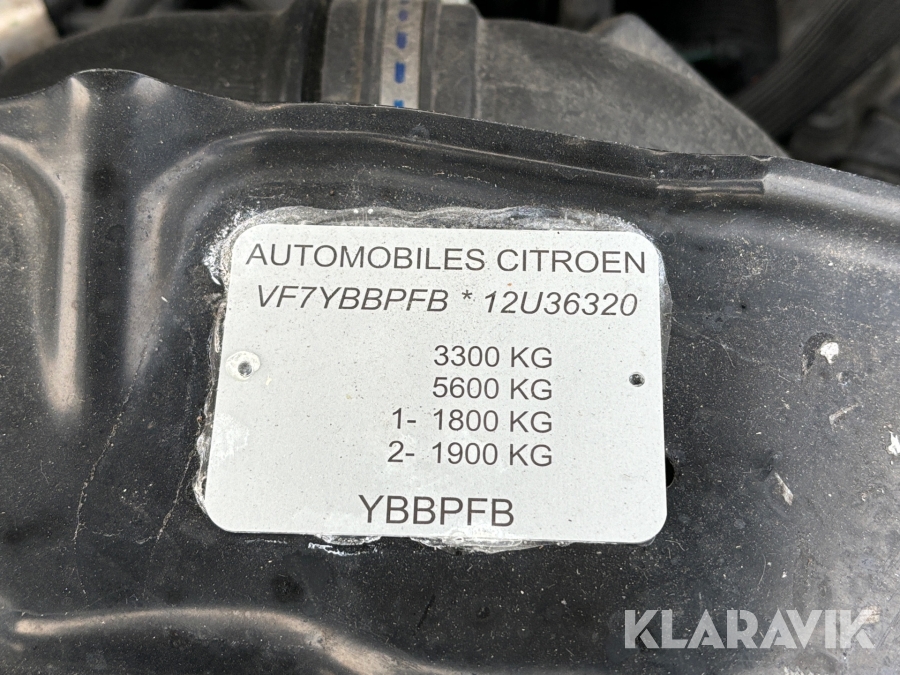 AUTOMOBILES CITROEN
VF7YBBPFB * 12U36320
3300 KG
5600 KG
1- 1800 KG
2- 1900 KG
YBBPFB
KLARAVIK